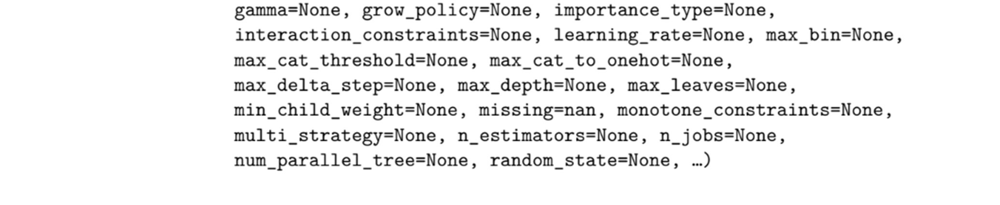 gamma=None, grow_policy=None, importance_type=None,
interaction_constraints=None, learning_rate=None, max_bin=None,
max_cat_threshold=None, max_cat_to_onehot=None,
max_delta_step=None, max_depth=None, max_leaves=None,
min_child_weight=None, missing=nan, monotone_constraints=None,
multi_strategy=None, n_estimators=None, n_jobs=None,
num_parallel_tree=None, random_state=None, …)